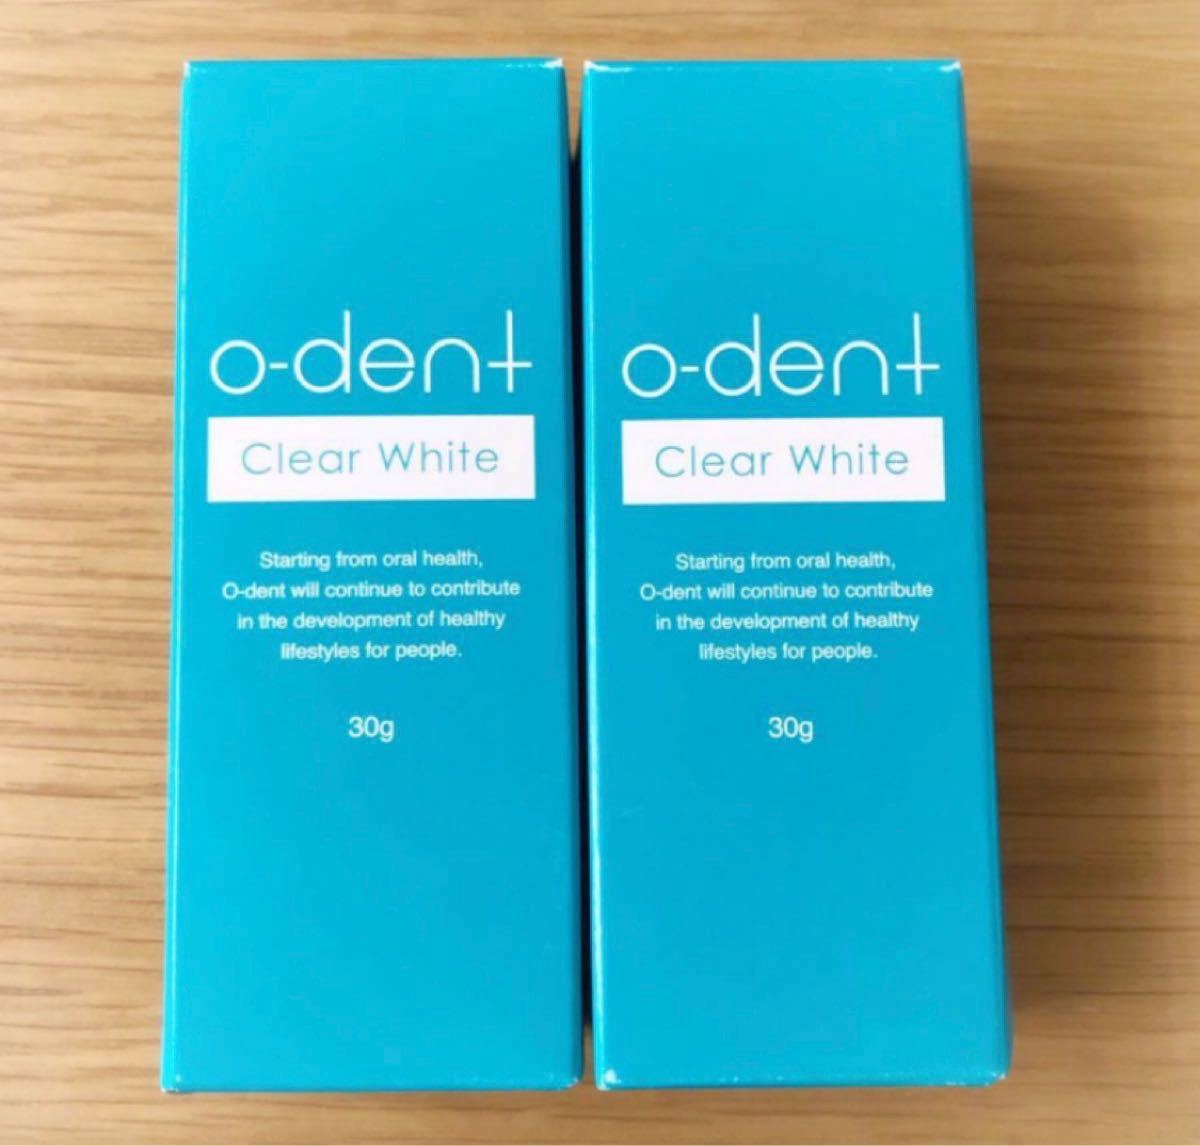 o-dent
Clear White
Starting from oral health,
O-dent will continue to contribute
in the development of healthy
lifestyles for people.
30g
o-dent
Clear White
Starting from oral health,
O-dent will continue to contribute
in the development of healthy
lifestyles for people.
30g